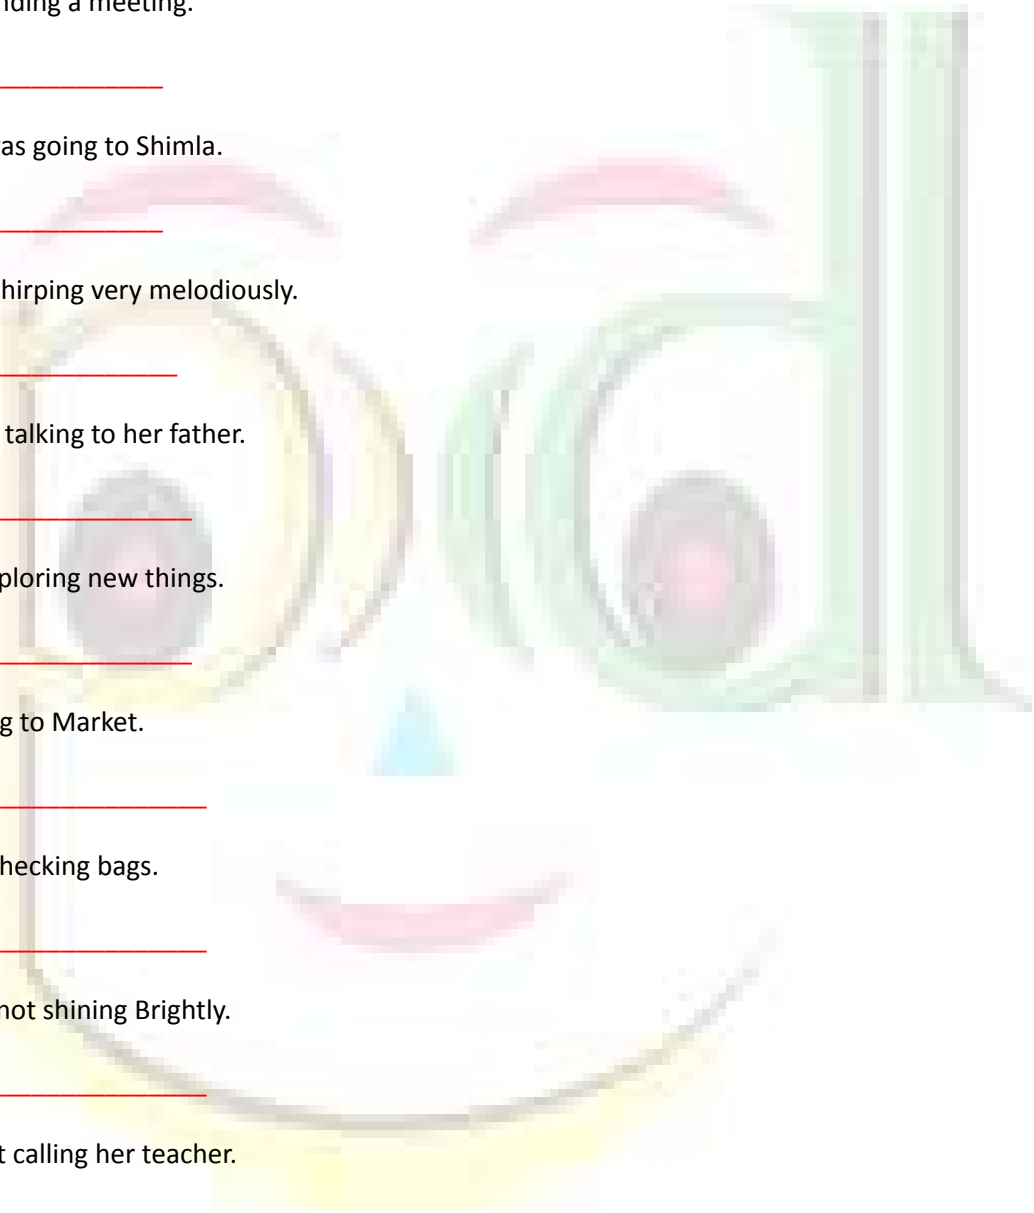 nding a meeting.
as going to Shimla.
hirping very melodiously.
talking to her father.
ploring new things.
g to Market.
hecking bags.
not shining Brightly.
t calling her teacher.